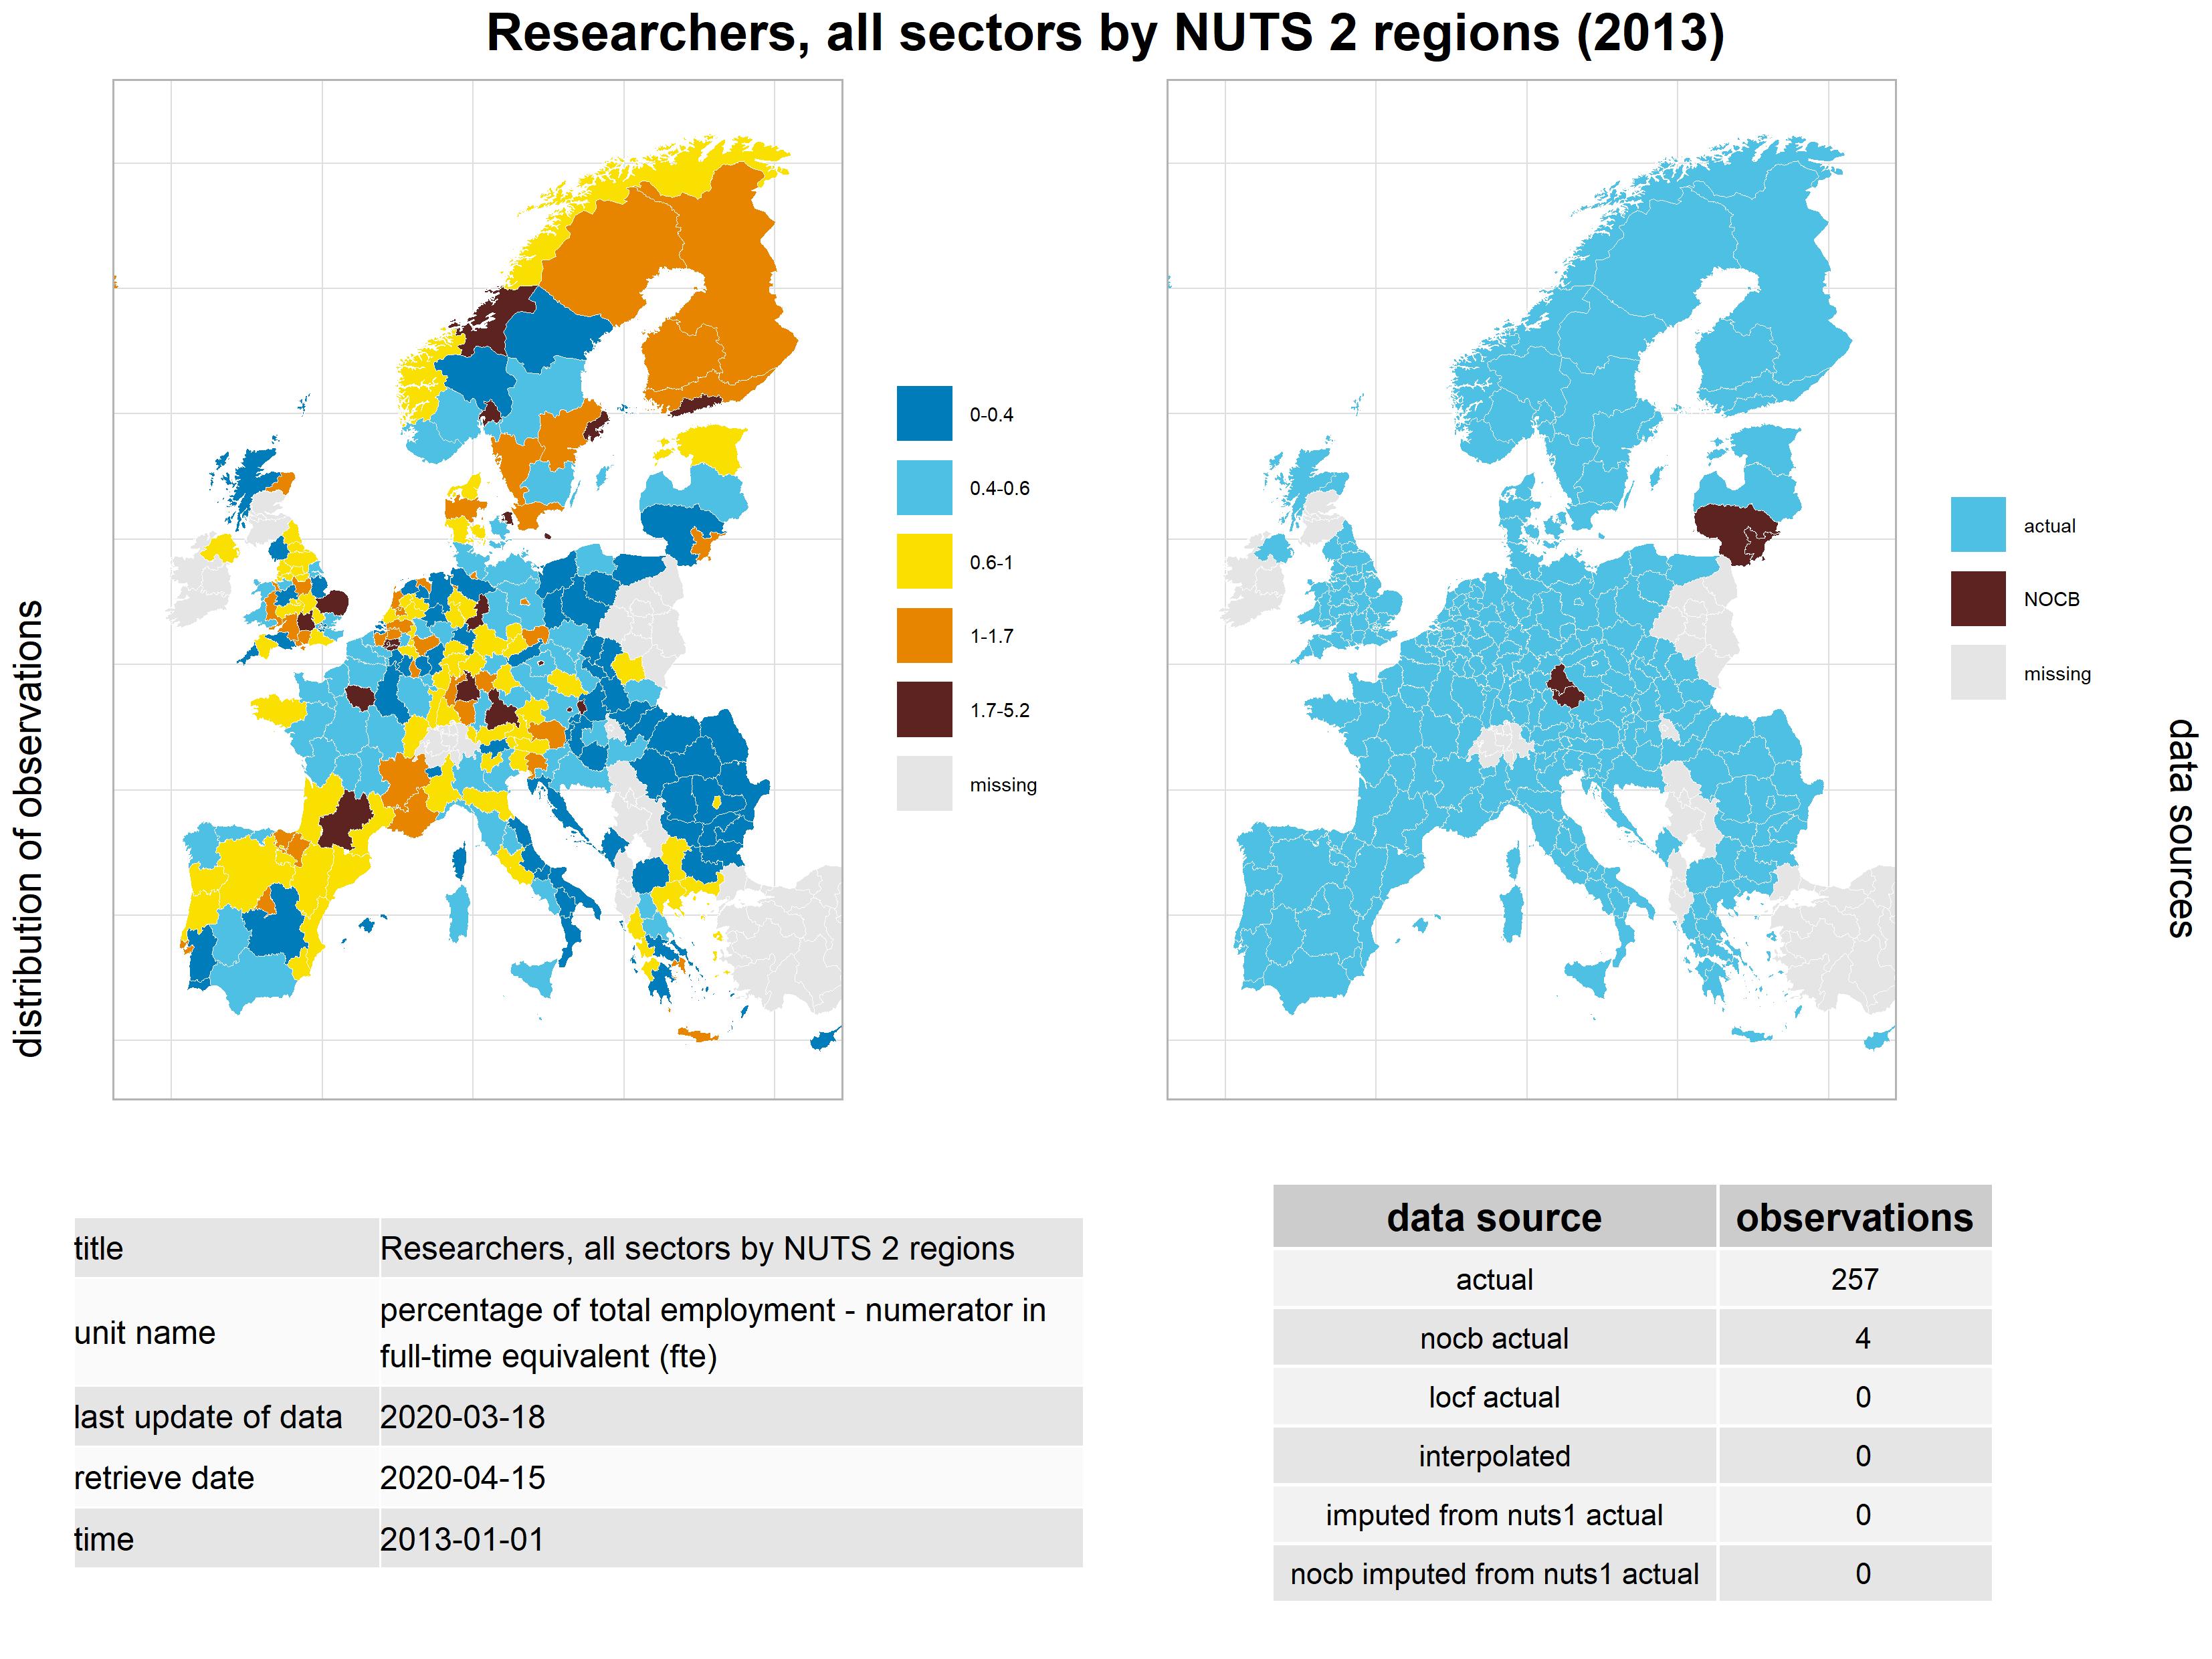 Researchers, all sectors by NUTS 2 regions (2013)
distribution of observations
0-0.4
0.4-0.6
0.6-1
1-1.7
1.7-5.2
missing
actual
NOCB
missing
data sources
title Researchers, all sectors by NUTS 2 regions
unit name percentage of total employment - numerator in
full-time equivalent (fte)
last update of data 2020-03-18
retrieve date 2020-04-15
time 2013-01-01
data source observations
actual 257
nocb actual 4
locf actual 0
interpolated 0
imputed from nuts1 actual 0
nocb imputed from nuts1 actual 0